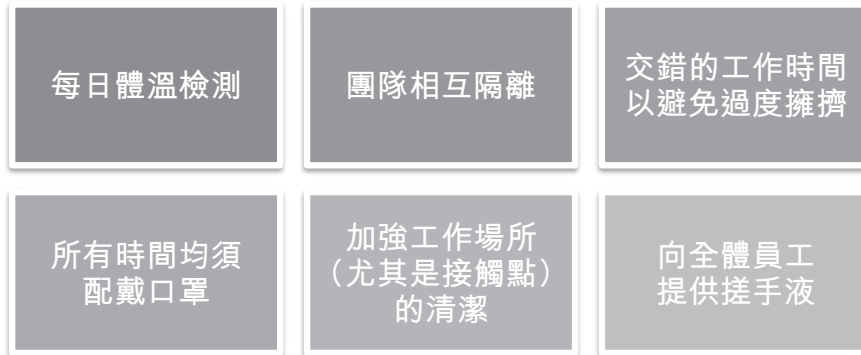 每日體溫檢測
團隊相互隔離
交錯的工作時間
以避免過度擁擠
所有時間均須
配戴口罩
加強工作場所
（尤其是接觸點）
的清潔
向全體員工
提供搓手液